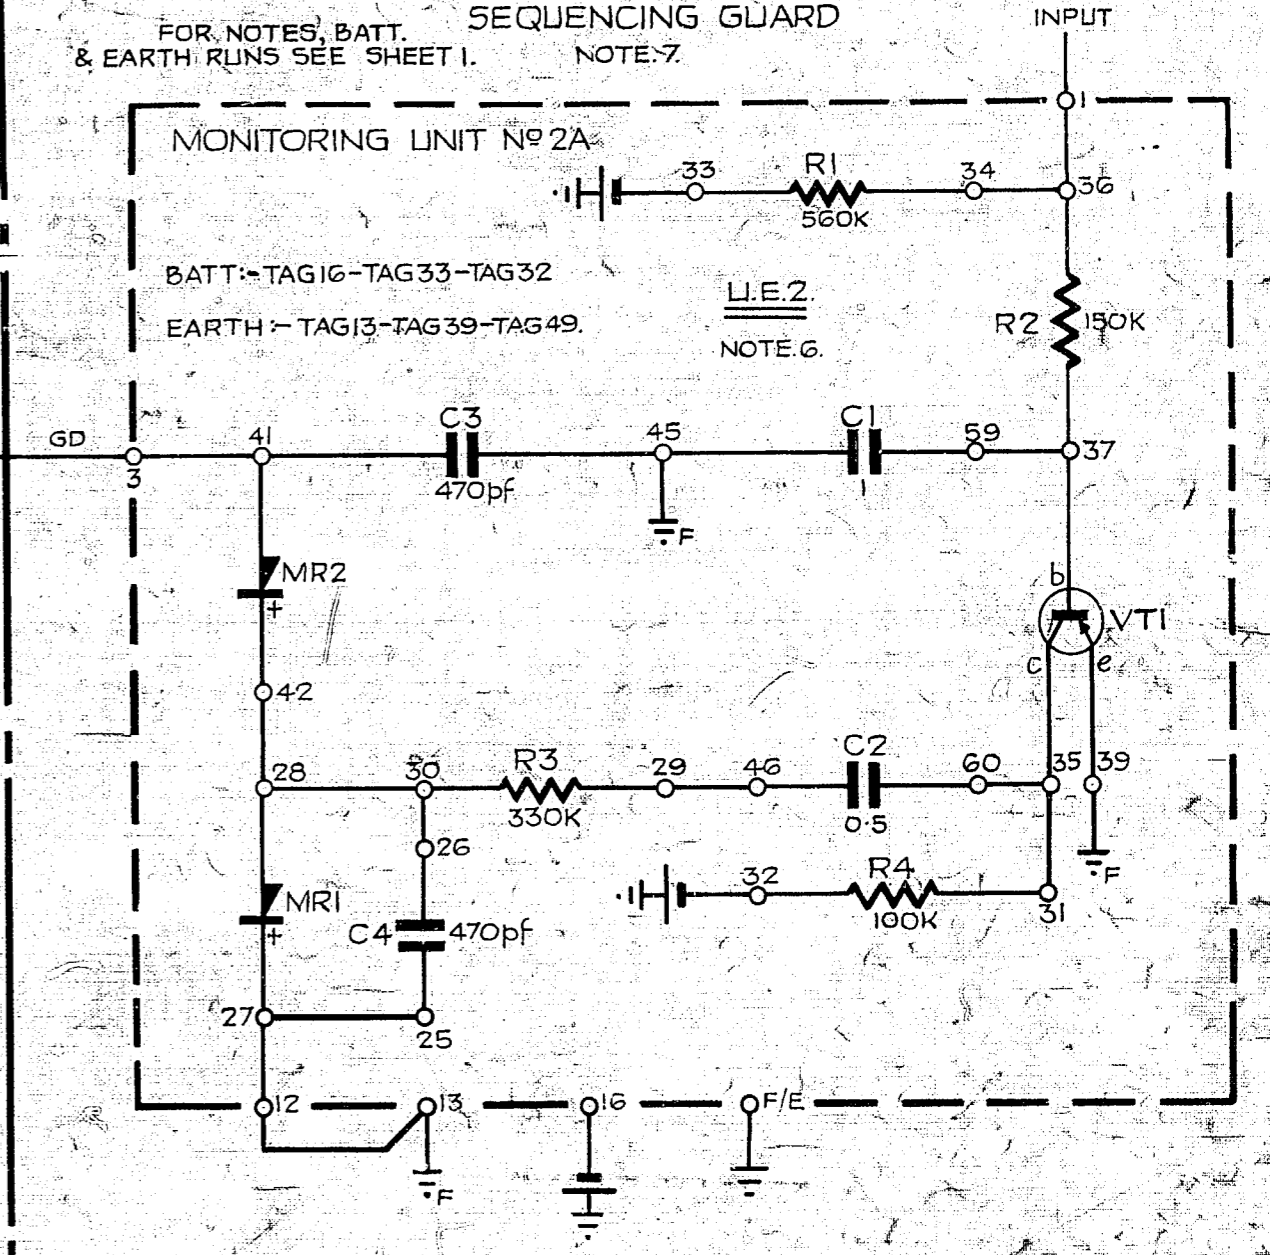 SEQUENCING GUARD
INPUT
FOR NOTES, BATT.
& EARTH RUNS SEE SHEET 1.
NOTE.7.
1
MONITORING UNIT Nº 2A
33
R1
34
36
560K
BATT:-TAG16-TAG33-TAG32
U.E.2.
EARTH:-TAG13-TAG39-TAG49.
R2
150K
NOTE.6.
GD
3
41
C3
470pf
45
F
C1
1
59
37
MR2
+
b
VT1
c
e
42
28
30
R3
330K
29
46
C2
0.5
60
35
39
F
26
32
R4
100K
31
MR1
+
C4
470pf
27
25
12
13
16
F/E
F